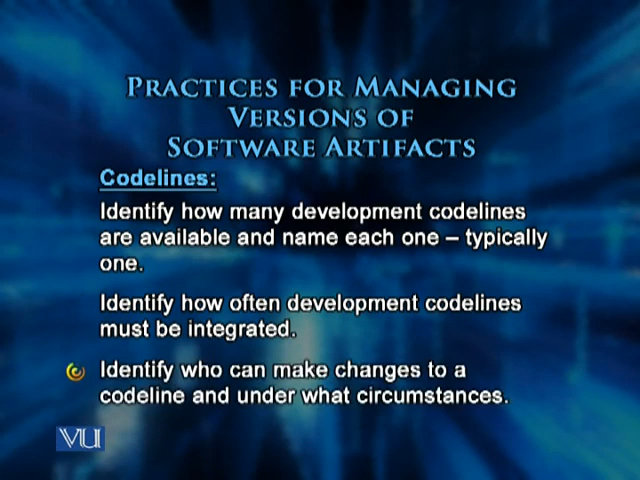 PRACTICES FOR MANAGING
VERSIONS OF
SOFTWARE ARTIFACTS
Codelines:
Identify how many development codelines
are available and name each one – typically
one.
Identify how often development codelines
must be integrated.
Identify who can make changes to a
codeline and under what circumstances.
VU